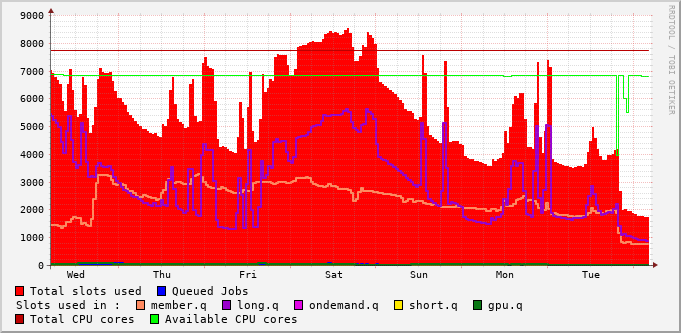 RRDTOOL / TOBI OETIKER
9000
8000
7000
6000
5000
4000
3000
2000
1000
0
Wed Thu Fri Sat Sun Mon Tue
Total slots used Queued Jobs
Slots used in : member.q long.q ondemand.q short.q gpu.q
Total CPU cores Available CPU cores